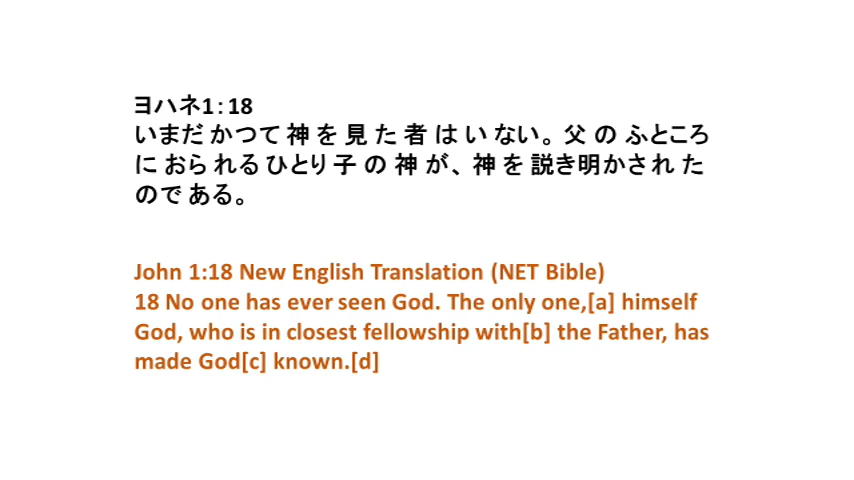 ヨハネ1：18
いまだかつて神を見た者はいない。父のふところ
におられるひとり子の神が、神を説き明かされた
のである。
John 1:18 New English Translation (NET Bible)
18 No one has ever seen God. The only one,[a] himself
God, who is in closest fellowship with[b] the Father, has
made God[c] known.[d]